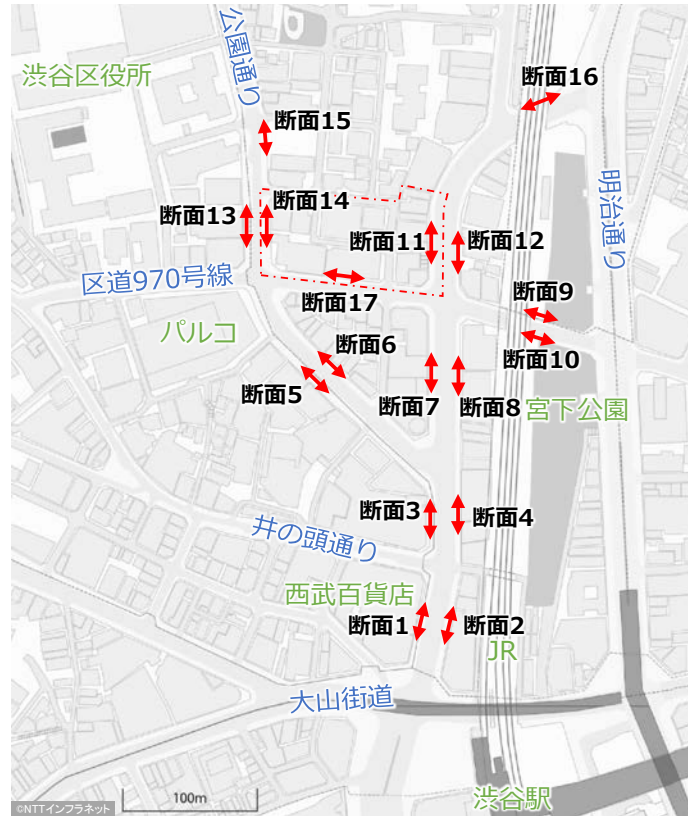 公園通り
渋谷区役所
断面16
断面15
断面14
断面13
明治通り
断面11
断面12
区道970号線
断面17
断面9
パルコ
断面6
断面10
断面5
断面7
断面8
宮下公園
断面3
断面4
井の頭通り
西武百貨店
断面1
断面2
JR
大山街道
100m
渋谷駅
©NTTインフラネット